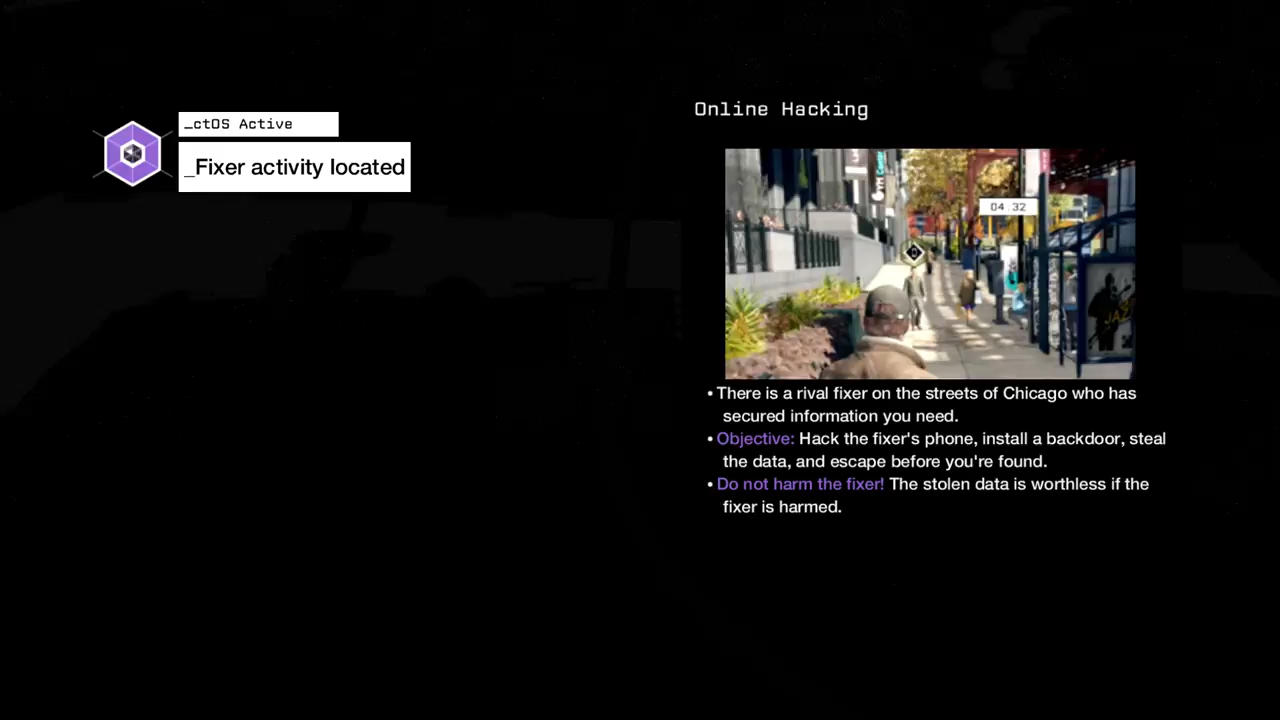 _ctOS Active
_Fixer activity located
Online Hacking
04:32
JAZ
• There is a rival fixer on the streets of Chicago who has
secured information you need.
• Objective: Hack the fixer's phone, install a backdoor, steal
the data, and escape before you're found.
• Do not harm the fixer! The stolen data is worthless if the
fixer is harmed.